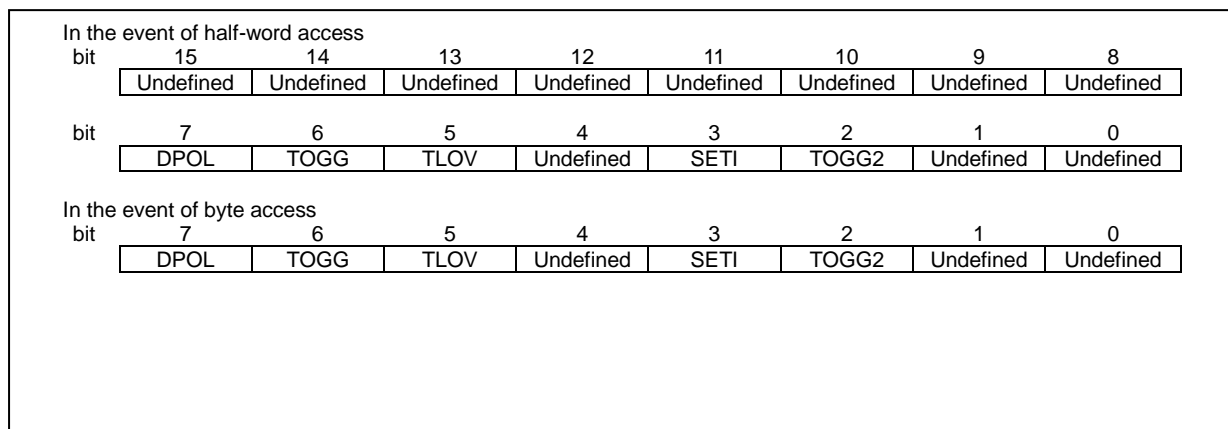 In the event of half-word access
bit 15 14 13 12 11 10 9 8
Undefined Undefined Undefined Undefined Undefined Undefined Undefined Undefined
bit 7 6 5 4 3 2 1 0
DPOL TOGG TLOV Undefined SETI TOGG2 Undefined Undefined
In the event of byte access
bit 7 6 5 4 3 2 1 0
DPOL TOGG TLOV Undefined SETI TOGG2 Undefined Undefined